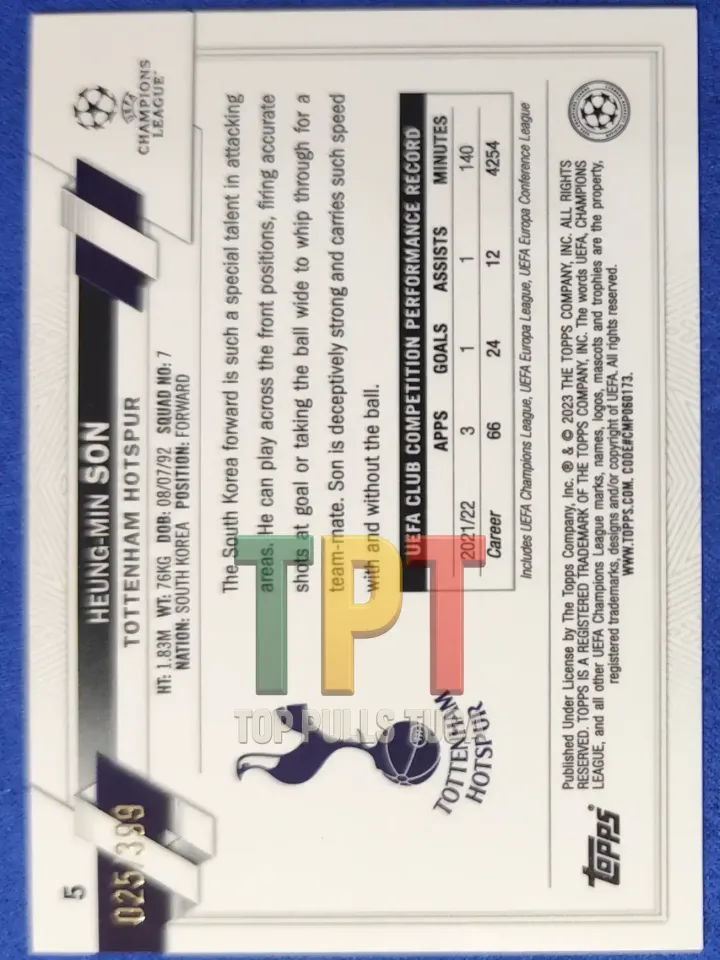 5
025/399
HEUNG-MIN SON
TOTTENHAM HOTSPUR
HT: 1.83M WT: 76KG DOB: 08/07/92 SQUAD NO: 7
NATION: SOUTH KOREA POSITION: FORWARD
CHAMPIONS
LEAGUE
The South Korea forward is such a special talent in attacking
areas. He can play across the front positions, firing accurate
shots at goal or taking the ball wide to whip through for a
team-mate. Son is deceptively strong and carries such speed
with and without the ball.
TOTTENHAM
HOTSPUR
UEFA CLUB COMPETITION PERFORMANCE RECORD
APPS GOALS ASSISTS MINUTES
2021/22 3 1 1 140
Career 66 24 12 4254
Includes UEFA Champions League, UEFA Europa League, UEFA Europa Conference League
topps
Published Under License by The Topps Company, Inc. ® & © 2023 THE TOPPS COMPANY, INC. ALL RIGHTS
RESERVED. TOPPS IS A REGISTERED TRADEMARK OF THE TOPPS COMPANY, INC. The words UEFA, CHAMPIONS
LEAGUE, and all other UEFA Champions League marks, names, logos, mascots and trophies are the property,
registered trademarks, designs and/or copyright of UEFA. All rights reserved.
WWW.TOPPS.COM. CODE#CMP060173.
TPT
TOP PULLS